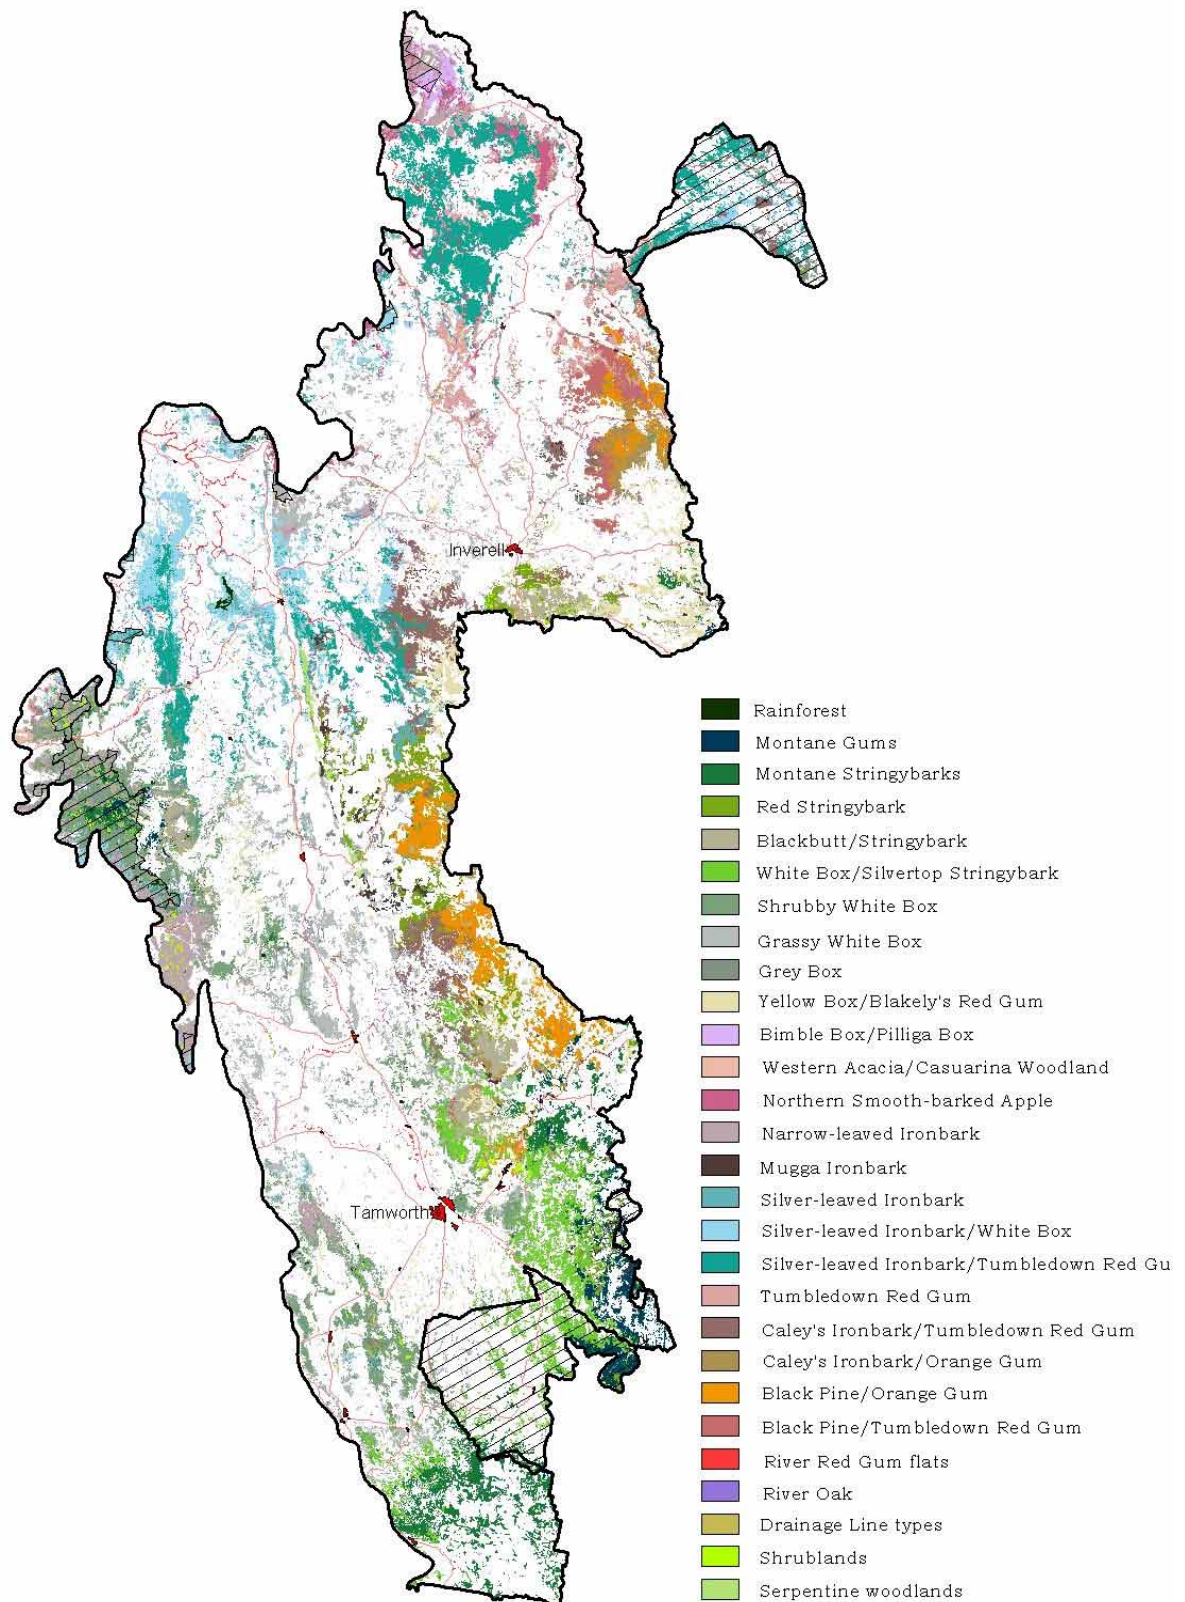 Inverell
Tamworth
Rainforest
Montane Gums
Montane Stringybarks
Red Stringybark
Blackbutt/Stringybark
White Box/Silvertop Stringybark
Shrubby White Box
Grassy White Box
Grey Box
Yellow Box/Blakely's Red Gum
Bimble Box/Pilliga Box
Western Acacia/Casuarina Woodland
Northern Smooth-barked Apple
Narrow-leaved Ironbark
Mugga Ironbark
Silver-leaved Ironbark
Silver-leaved Ironbark/White Box
Silver-leaved Ironbark/Tumbledown Red Gu
Tumbledown Red Gum
Caley's Ironbark/Tumbledown Red Gum
Caley's Ironbark/Orange Gum
Black Pine/Orange Gum
Black Pine/Tumbledown Red Gum
River Red Gum flats
River Oak
Drainage Line types
Shrublands
Serpentine woodlands